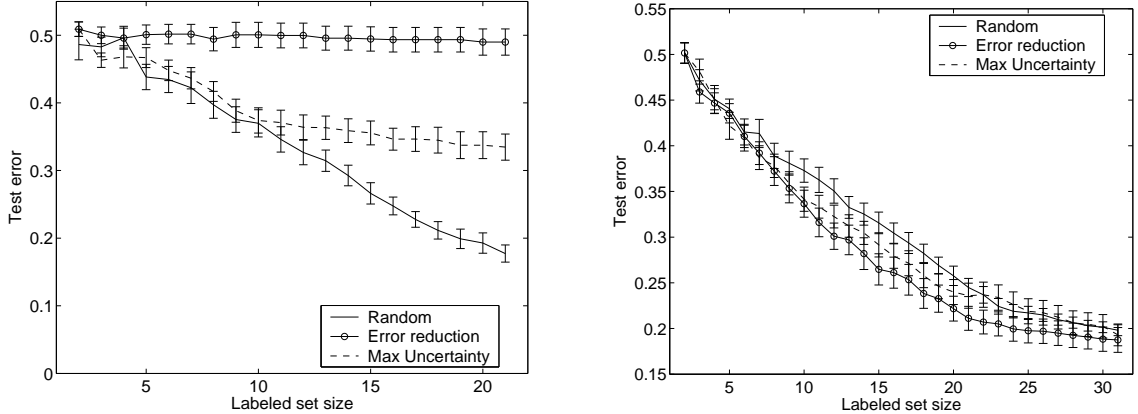 0.5
0.4
0.3
0.2
0.1
0
Test error
5
10
15
20
Labeled set size
Random
Error reduction
Max Uncertainty
0.55
0.5
0.45
0.4
0.35
0.3
0.25
0.2
0.15
Test error
5
10
15
20
25
30
Labeled set size
Random
Error reduction
Max Uncertainty